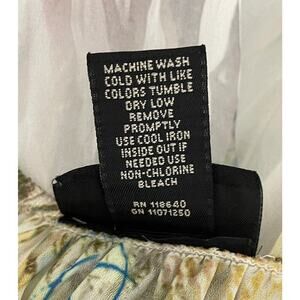 MACHINE WASH
COLD WITH LIKE
COLORS TUMBLE
DRY LOW
REMOVE
PROMPTLY
USE COOL IRON
INSIDE OUT IF
NEEDED USE
NON-CHLORINE
BLEACH
RN 118640
GN 11071250